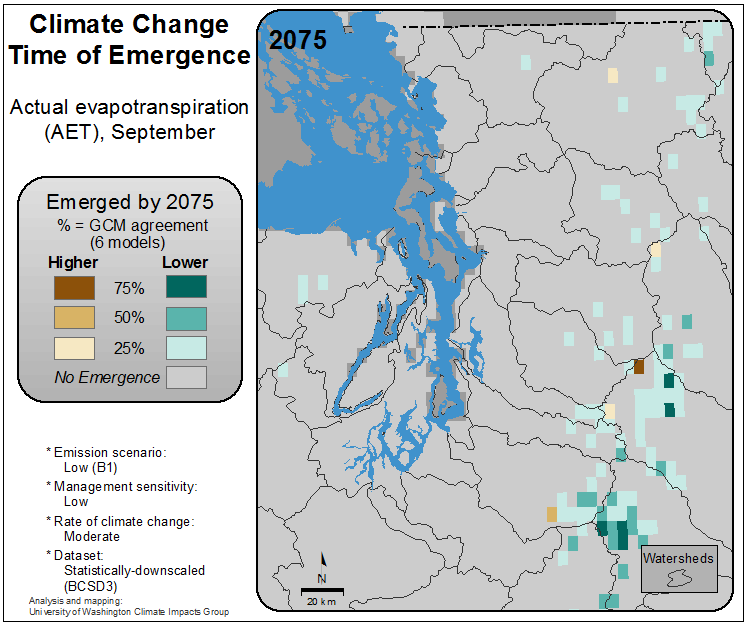 Climate Change
Time of Emergence
Actual evapotranspiration
(AET), September
Emerged by 2075
% = GCM agreement
(6 models)
Higher Lower
75%
50%
25%
No Emergence
* Emission scenario:
Low (B1)
* Management sensitivity:
Low
* Rate of climate change:
Moderate
* Dataset:
Statistically-downscaled
(BCSD3)
Analysis and mapping:
University of Washington Climate Impacts Group
2075
N
20 km
Watersheds